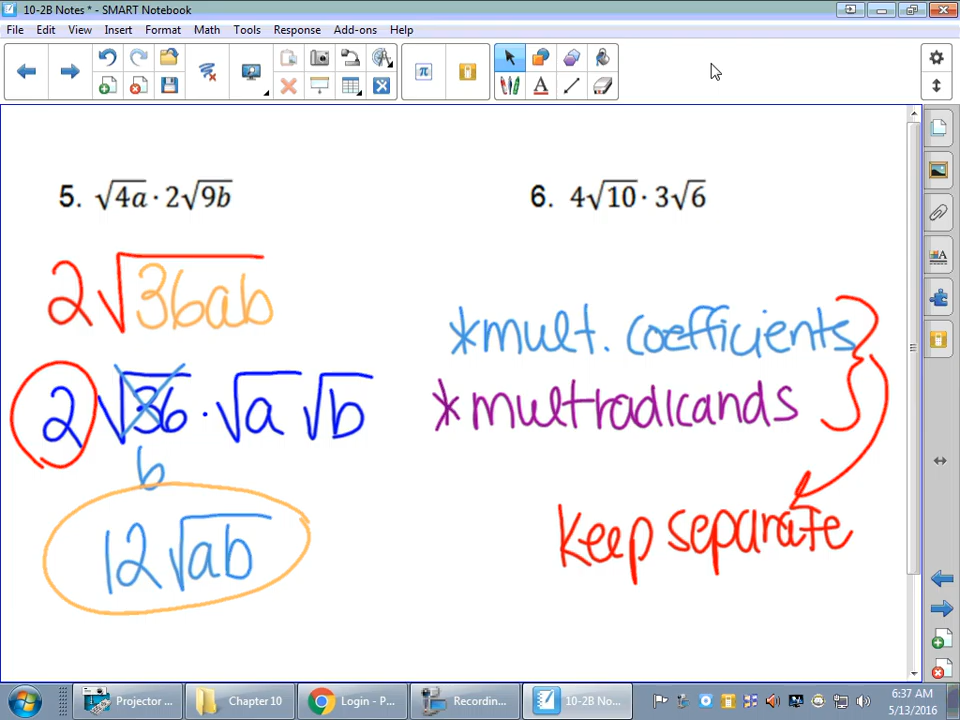 10-2B Notes * - SMART Notebook
File Edit View Insert Format Math Tools Response Add-ons Help
π
A
5. √4a · 2√9b
2√36ab
2√36 · √a √b
6
12√ab
6. 4√10 · 3√6
*mult. coefficients
*mult radicands
keep separate
Projector ...
Chapter 10
Login - P...
Recordin...
10-2B No...
6:37 AM
5/13/2016